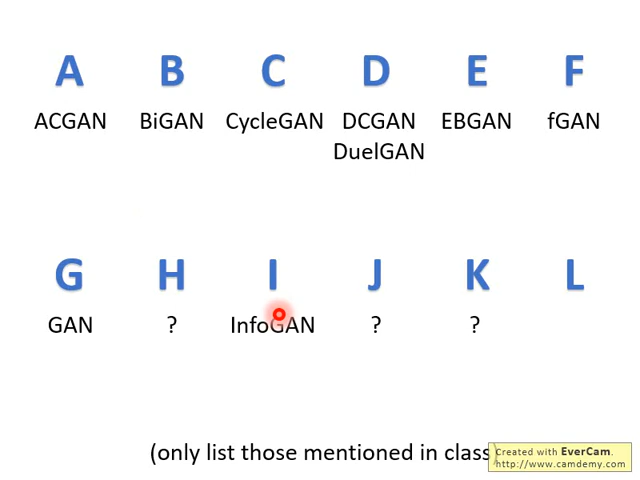 A B C D E F
ACGAN BiGAN CycleGAN DCGAN EBGAN fGAN
DuelGAN
G H I J K L
GAN ? InfoGAN ? ?
(only list those mentioned in class)
Created with EverCam.
http://www.camdemy.com